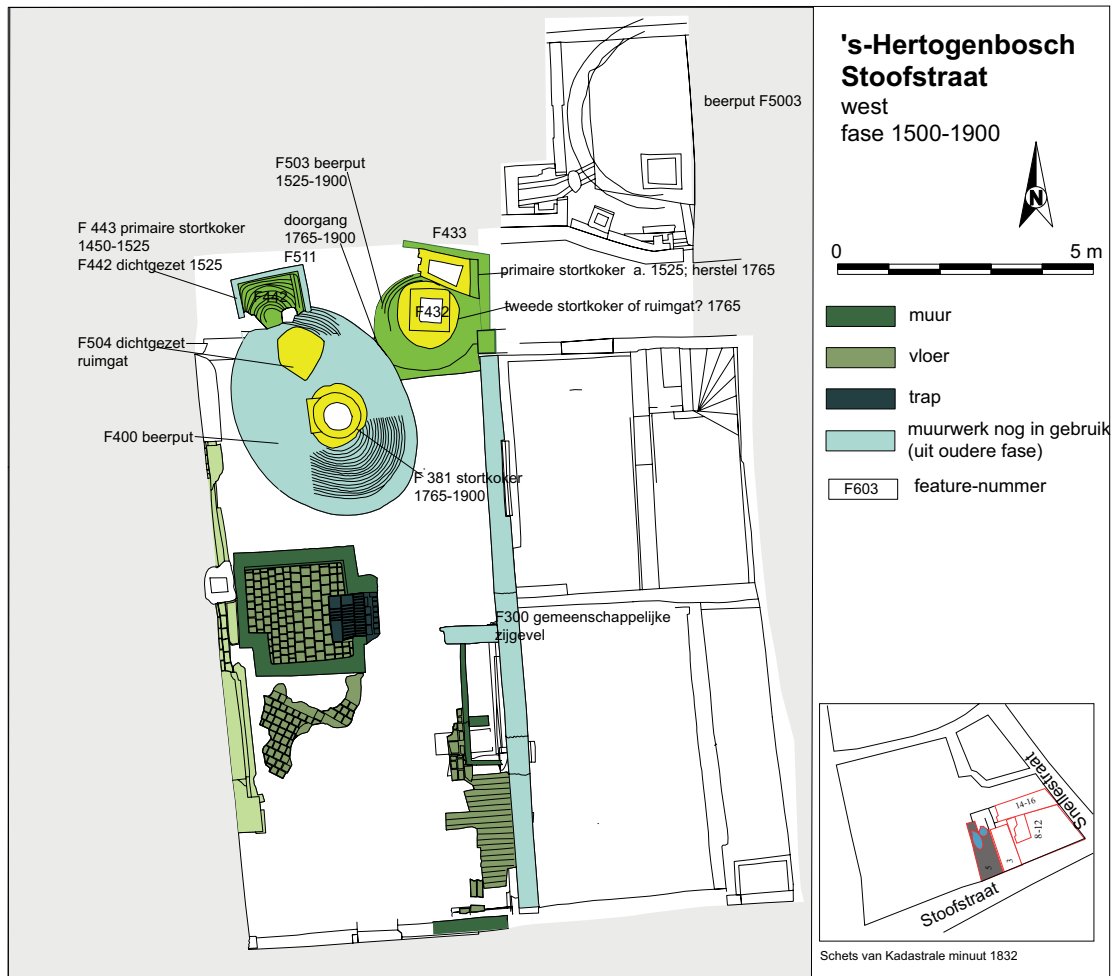 's-Hertogenbosch
Stoofstraat
west
fase 1500-1900
N
0
5 m
muur
vloer
trap
muurwerk nog in gebruik
(uit oudere fase)
F603
feature-nummer
beerput F5003
F503 beerput
1525-1900
doorgang
1765-1900
F511
F 443 primaire stortkoker
1450-1525
F442 dichtgezet 1525
F442
F433
primaire stortkoker a. 1525; herstel 1765
tweede stortkoker of ruimgat? 1765
F432
F504 dichtgezet
ruimgat
F400 beerput
F 381 stortkoker
1765-1900
F300 gemeenschappelijke
zijgevel
Snellestraat
14-16
8-12
3
5
Stoofstraat
Schets van Kadastrale minuut 1832